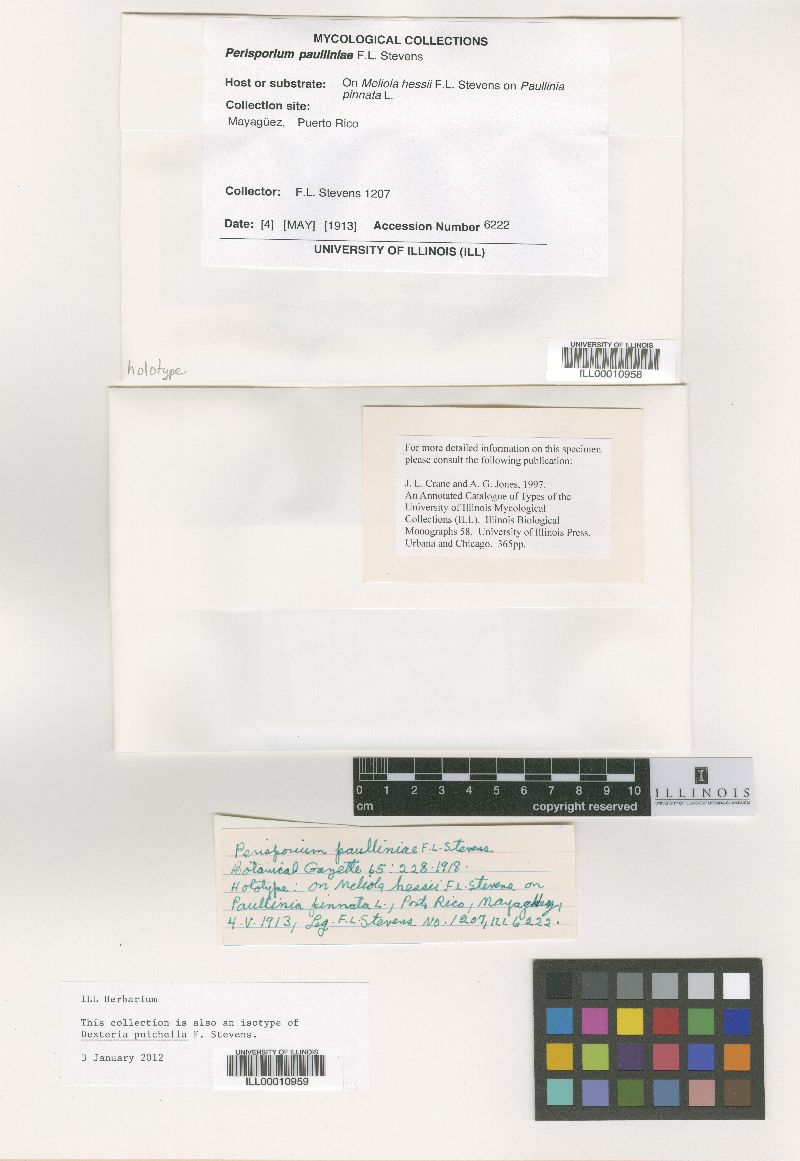 MYCOLOGICAL COLLECTIONS
Perisporium paulliniae F.L. Stevens
Host or substrate: On Meliola hessii F.L. Stevens on Paullinia
pinnata L.
Collection site:
Mayagüez, Puerto Rico
Collector: F.L. Stevens 1207
Date: [4] [MAY] [1913] Accession Number 6222
UNIVERSITY OF ILLINOIS (ILL)
holotype
UNIVERSITY OF ILLINOIS
ILL00010958
For more detailed information on this specimen
please consult the following publication:
J. L. Crane and A. G. Jones, 1997.
An Annotated Catalogue of Types of the
University of Illinois Mycological
Collections (ILL). Illinois Biological
Monographs 58. University of Illinois Press,
Urbana and Chicago. 365pp.
0 1 2 3 4 5 6 7 8 9 10
cm copyright reserved
I
ILLINOIS
UNIVERSITY OF ILLINOIS AT URBANA-CHAMPAIGN
Perisporium paulliniae F.L. Stevens
Botanical Gazette 65: 228. 1918.
Holotype: on Meliola hessii F.L. Stevens on
Paullinia pinnata L., Porto Rico,
4.V.1913, Leg. F.L. Stevens No. 1207, ILL 6222.
ILL Herbarium
This collection is also an isotype of
Dexteria pulchella F. Stevens.
3 January 2012
UNIVERSITY OF ILLINOIS
ILL00010959